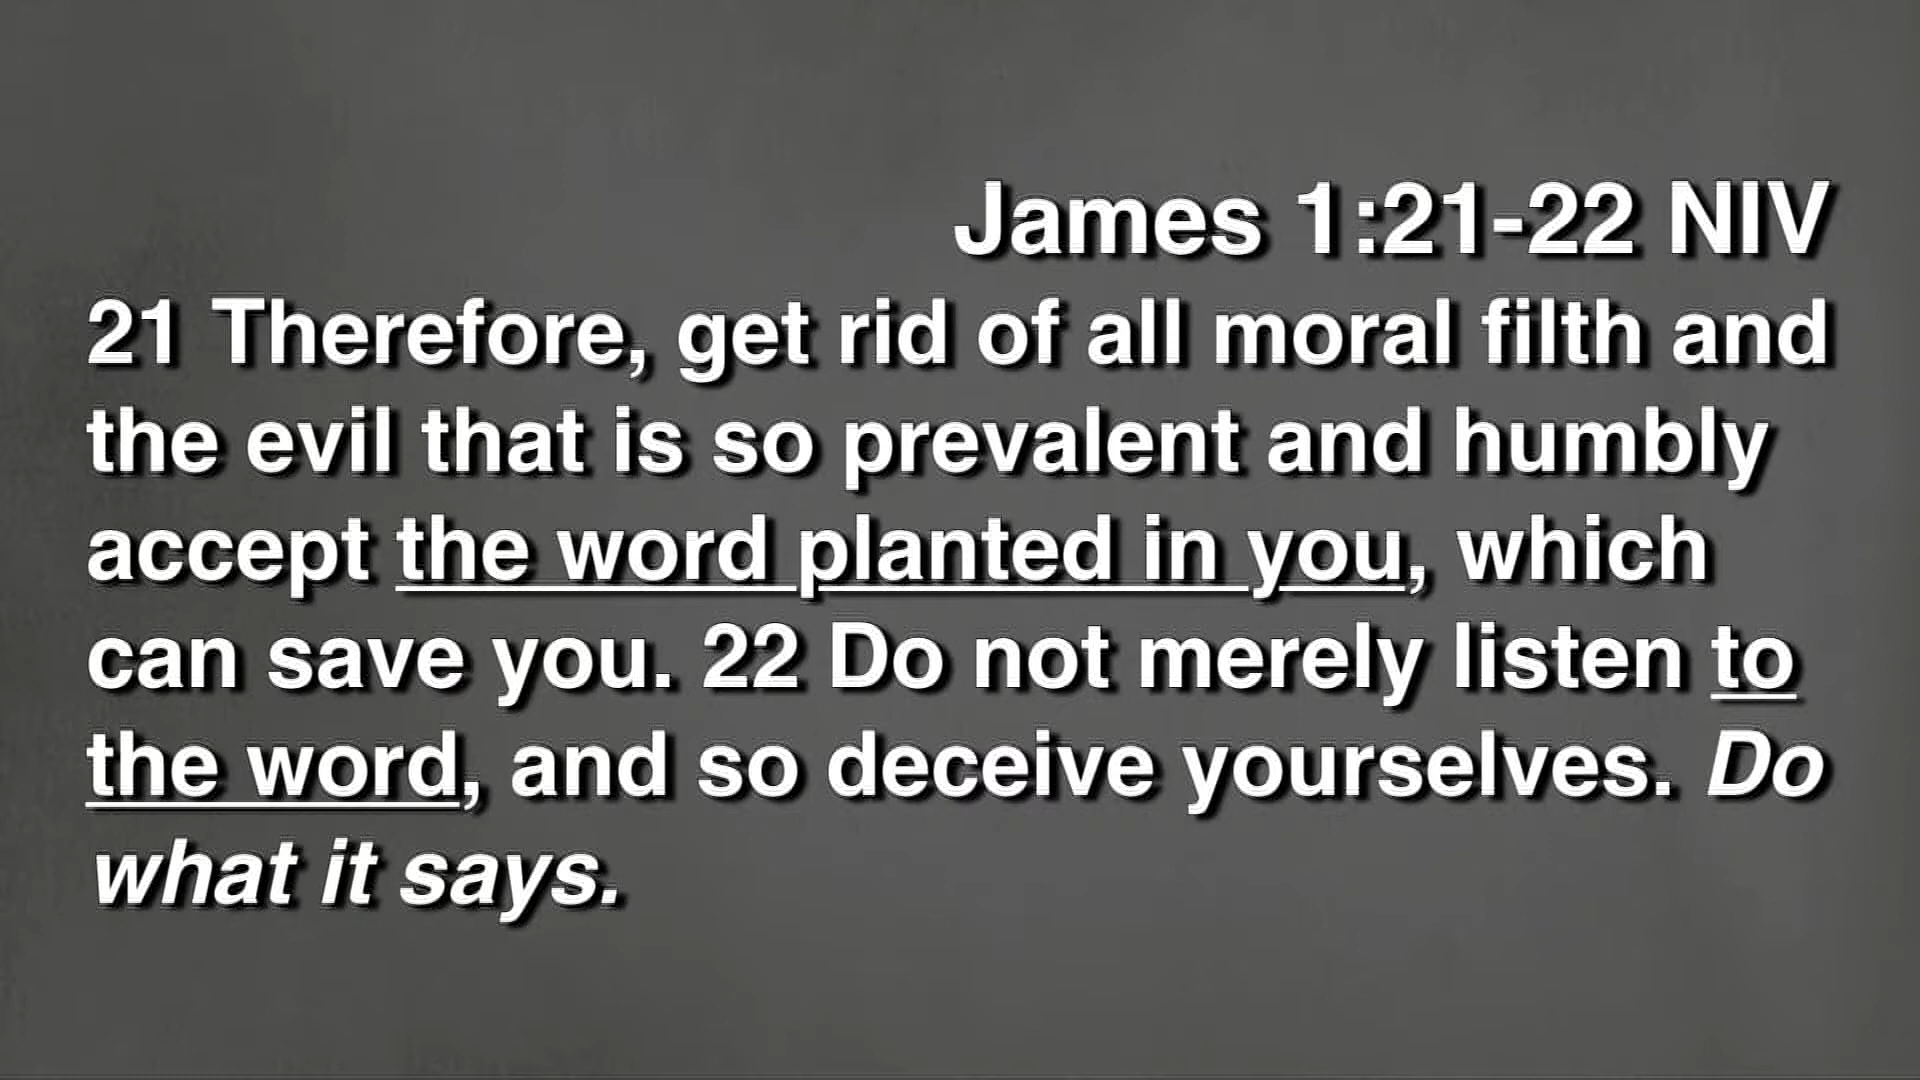 James 1:21-22 NIV
21 Therefore, get rid of all moral filth and
the evil that is so prevalent and humbly
accept the word planted in you, which
can save you. 22 Do not merely listen to
the word, and so deceive yourselves. Do
what it says.